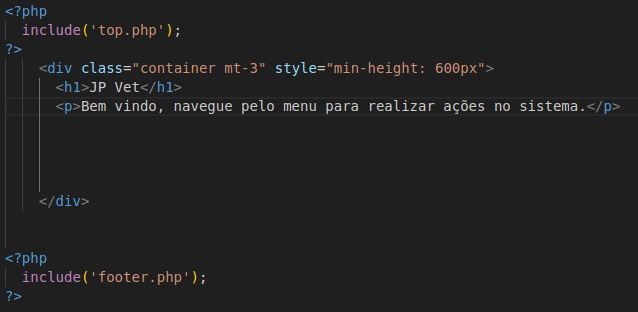 <?php
include('top.php');
?>
<div class="container mt-3" style="min-height: 600px">
<h1>JP Vet</h1>
<p>Bem vindo, navegue pelo menu para realizar ações no sistema.</p>
</div>
<?php
include('footer.php');
?>